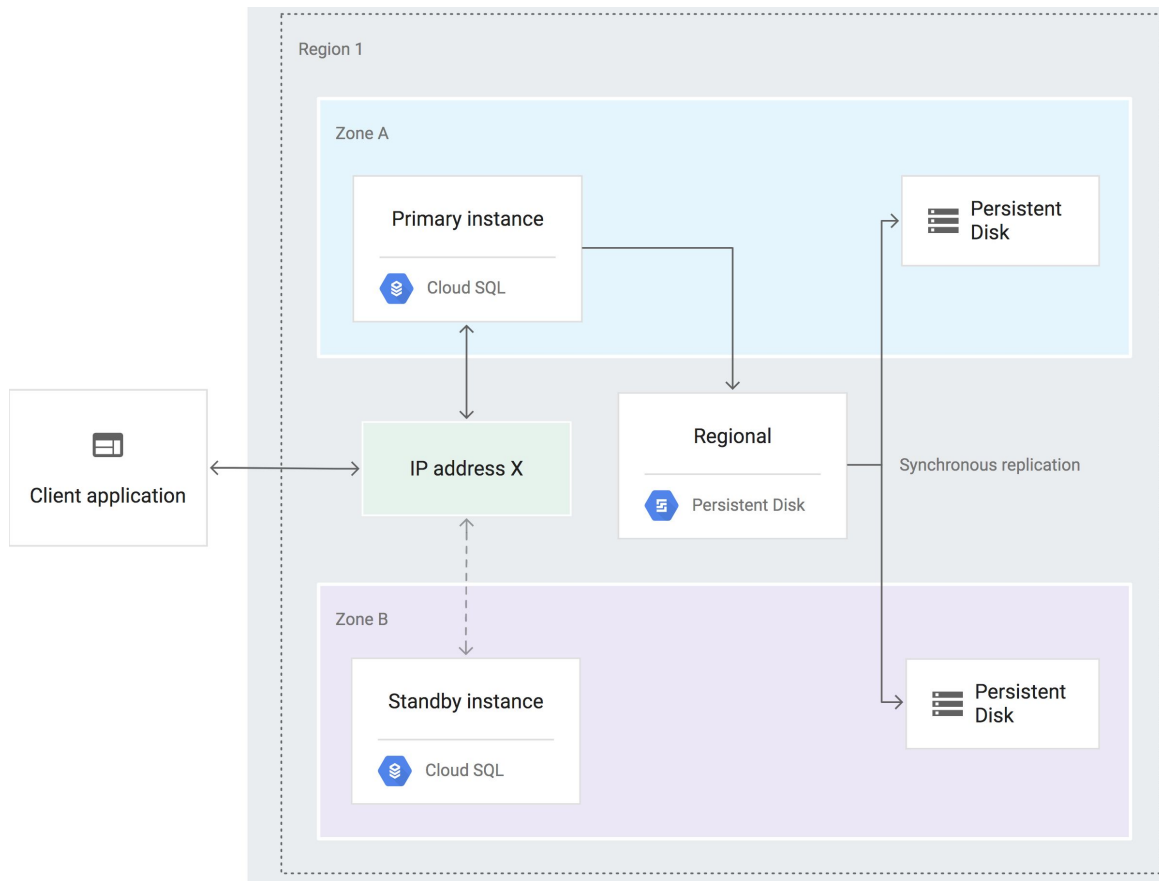 Region 1
Zone A
Primary instance
Cloud SQL
Persistent
Disk
Client application
IP address X
Regional
Persistent Disk
Synchronous replication
Zone B
Standby instance
Cloud SQL
Persistent
Disk